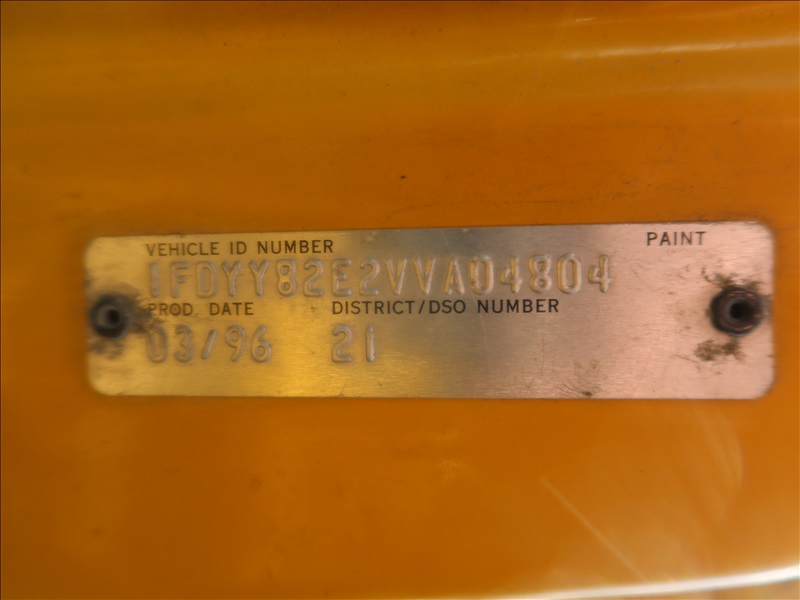 VEHICLE ID NUMBER PAINT
1FDYY82E2VVA04804
PROD. DATE DISTRICT/DSO NUMBER
03/96 21